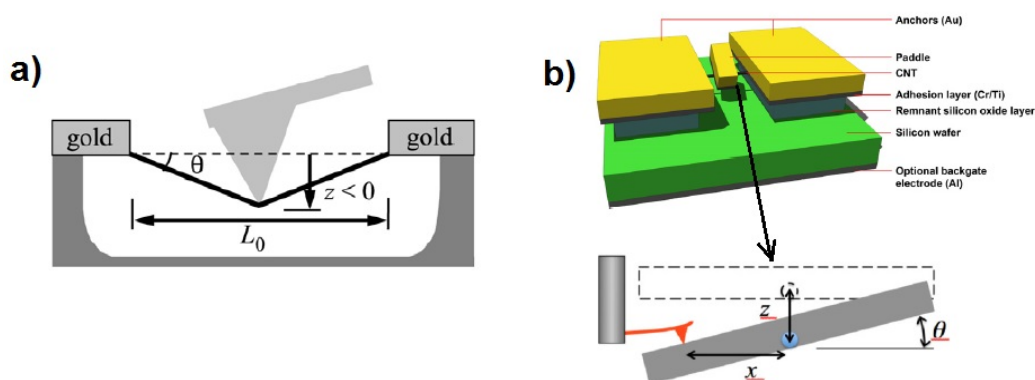 a)
gold
gold
θ
z < 0
L0
b)
Anchors (Au)
Paddle
CNT
Adhesion layer (Cr/Ti)
Remnant silicon oxide layer
Silicon wafer
Optional backgate
electrode (Al)
z
θ
x